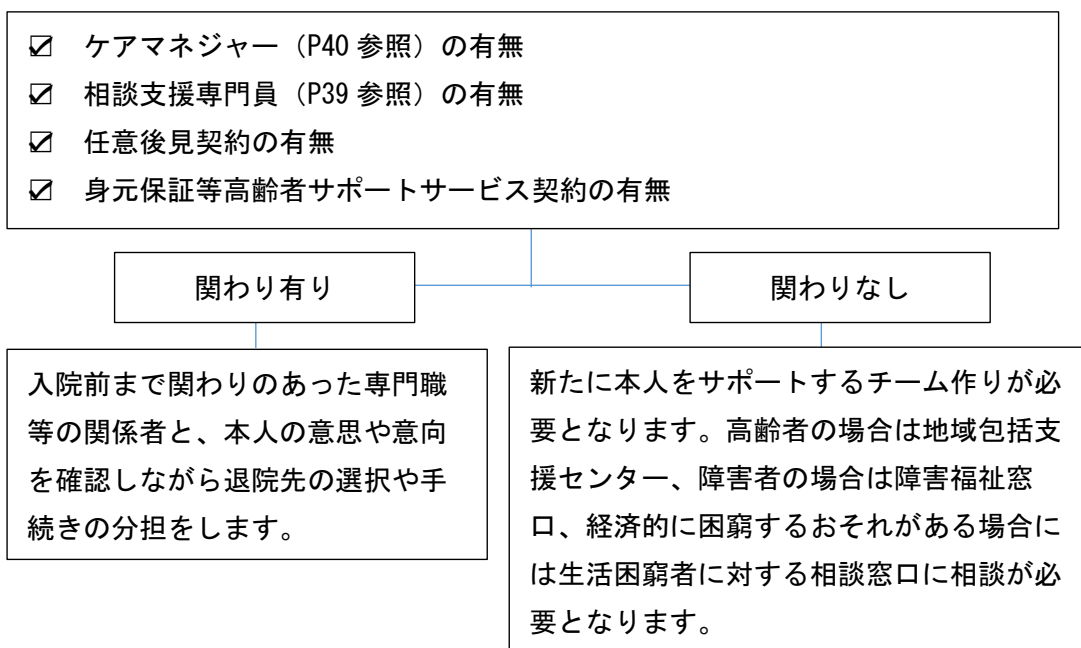 ☑ ケアマネジャー（P40 参照）の有無
☑ 相談支援専門員（P39 参照）の有無
☑ 任意後見契約の有無
☑ 身元保証等高齢者サポートサービス契約の有無
関わり有り
関わりなし
入院前まで関わりのあった専門職
等の関係者と、本人の意思や意向
を確認しながら退院先の選択や手
続きの分担をします。
新たに本人をサポートするチーム作りが必
要となります。高齢者の場合は地域包括支
援センター、障害者の場合は障害福祉窓
口、経済的に困窮するおそれがある場合に
は生活困窮者に対する相談窓口に相談が必
要となります。